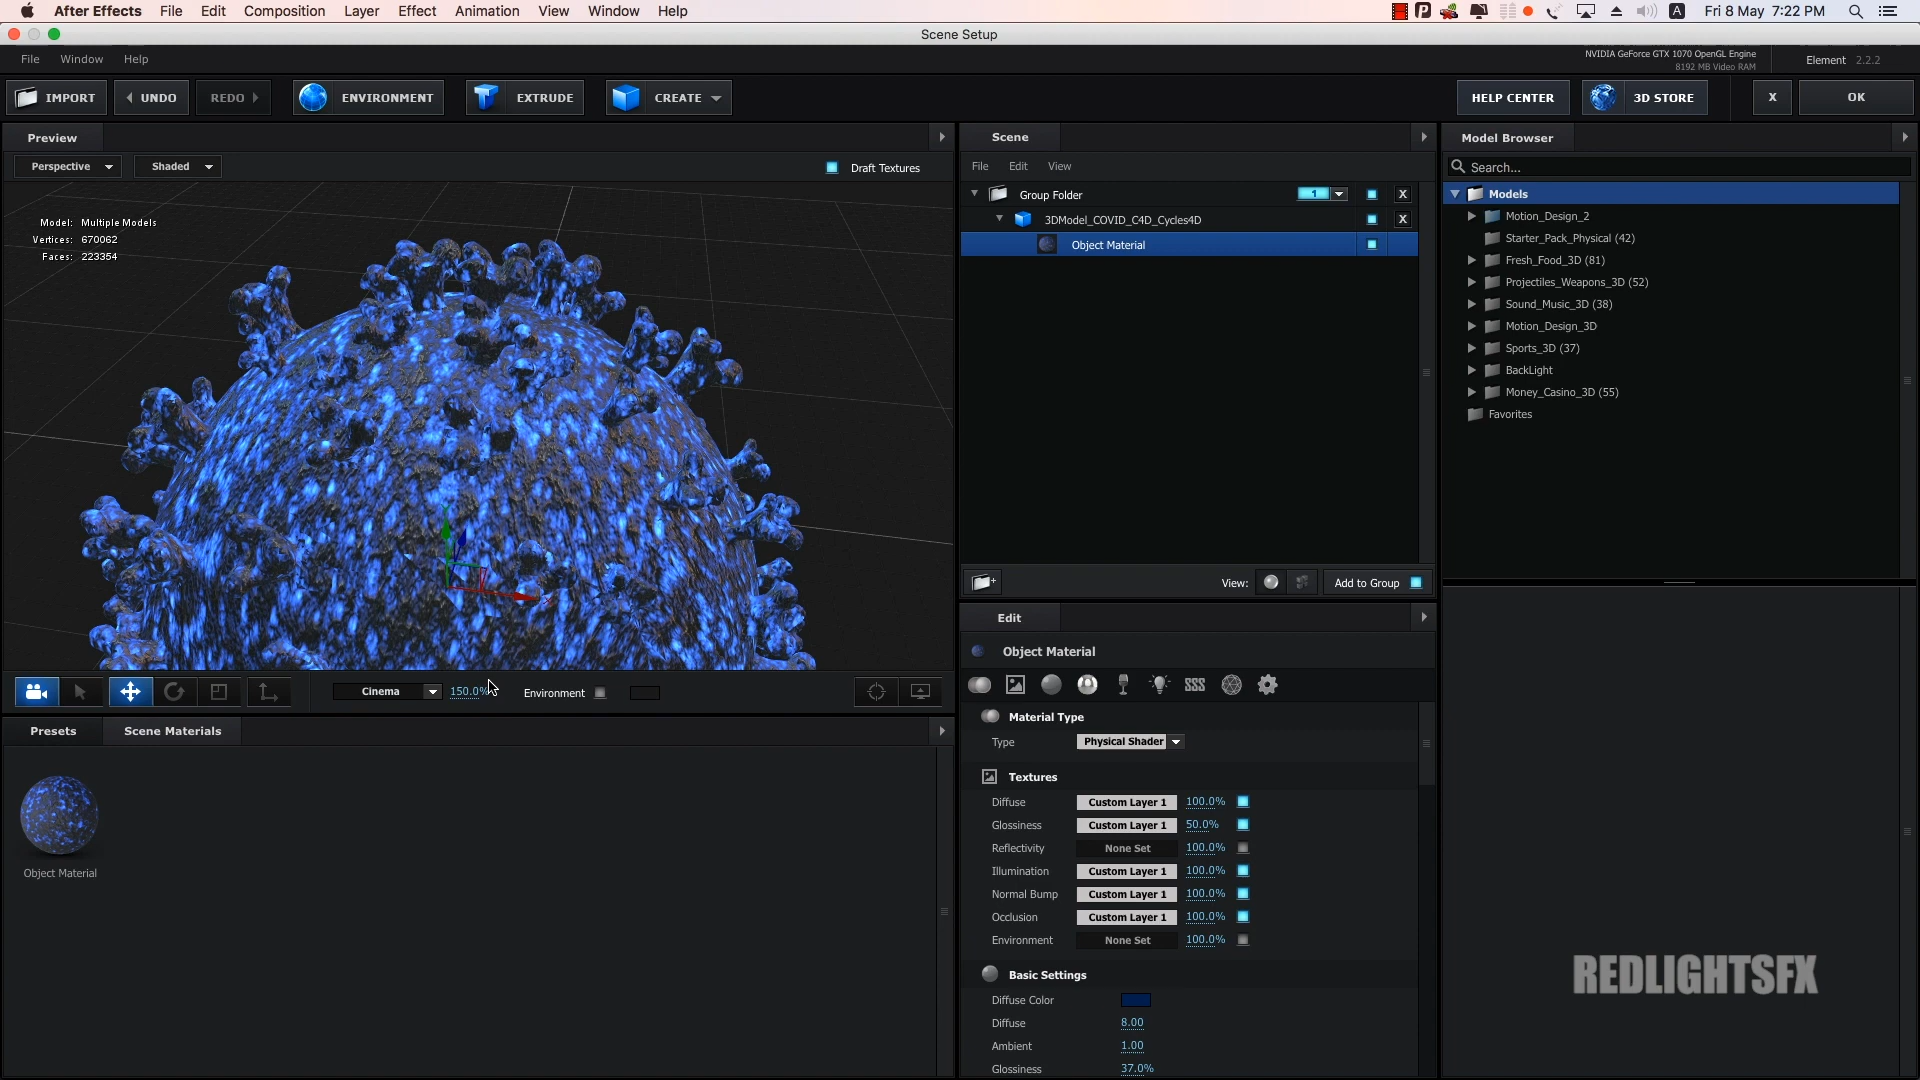 After Effects File Edit Composition Layer Effect Animation View Window Help Fri 8 May 7:22 PM
Scene Setup
File Window Help
NVIDIA GeForce GTX 1070 OpenGL Engine
8192 MB Video RAM
Element 2.2.2
IMPORT UNDO REDO ENVIRONMENT EXTRUDE CREATE HELP CENTER 3D STORE X OK
Preview
Perspective Shaded Draft Textures
Model: Multiple Models
Vertices: 670062
Faces: 223354
Cinema 150.0% Environment
Presets Scene Materials
Object Material
Scene
File Edit View
Group Folder 1 X
3DModel_COVID_C4D_Cycles4D X
Object Material
View: Add to Group
Edit
Object Material
SSS
Material Type
Type Physical Shader
Textures
Diffuse Custom Layer 1 100.0%
Glossiness Custom Layer 1 50.0%
Reflectivity None Set 100.0%
Illumination Custom Layer 1 100.0%
Normal Bump Custom Layer 1 100.0%
Occlusion Custom Layer 1 100.0%
Environment None Set 100.0%
Basic Settings
Diffuse Color
Diffuse 8.00
Ambient 1.00
Glossiness 37.0%
Model Browser
Search...
Models
Motion_Design_2
Starter_Pack_Physical (42)
Fresh_Food_3D (81)
Projectiles_Weapons_3D (52)
Sound_Music_3D (38)
Motion_Design_3D
Sports_3D (37)
BackLight
Money_Casino_3D (55)
Favorites
REDLIGHTSFX